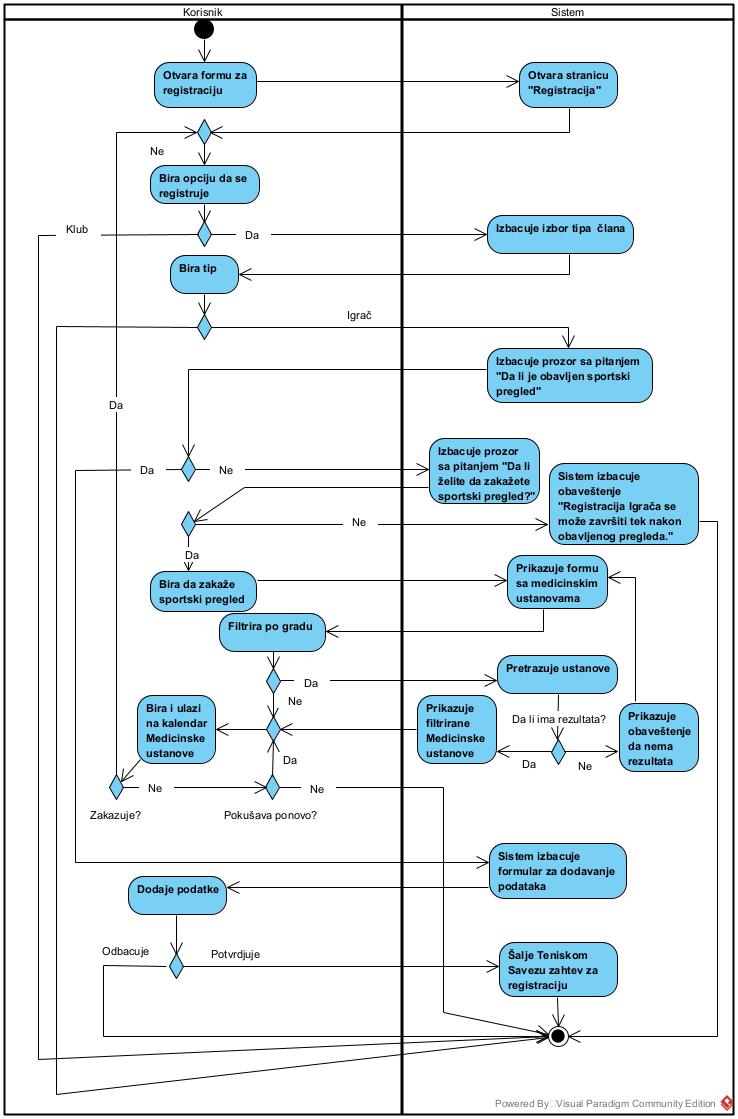 Korisnik
Sistem
Otvara formu za
registraciju
Otvara stranicu
"Registracija"
Ne
Bira opciju da se
registruje
Klub
Da
Izbacuje izbor tipa  člana
Bira tip
Igrač
Izbacuje prozor sa pitanjem
"Da li je obavljen sportski
pregled"
Da
Da
Ne
Izbacuje prozor
sa pitanjem "Da li
želite da zakažete
sportski pregled?"
Sistem izbacuje
obaveštenje
"Registracija Igrača se
može završiti tek nakon
obavljenog pregleda."
Ne
Da
Bira da zakaže
sportski pregled
Prikazuje formu
sa medicinskim
ustanovama
Filtrira po gradu
Da
Pretrazuje ustanove
Ne
Bira i ulazi
na kalendar
Medicinske
ustanove
Prikazuje
filtrirane
Medicinske
ustanove
Da li ima rezultata?
Prikazuje
obaveštenje
da nema
rezultata
Da
Ne
Da
Ne
Ne
Zakazuje?
Pokušava ponovo?
Sistem izbacuje
formular za dodavanje
podataka
Dodaje podatke
Odbacuje
Potvrdjuje
Šalje Teniskom
Savezu zahtev za
registraciju
Powered By Visual Paradigm Community Edition